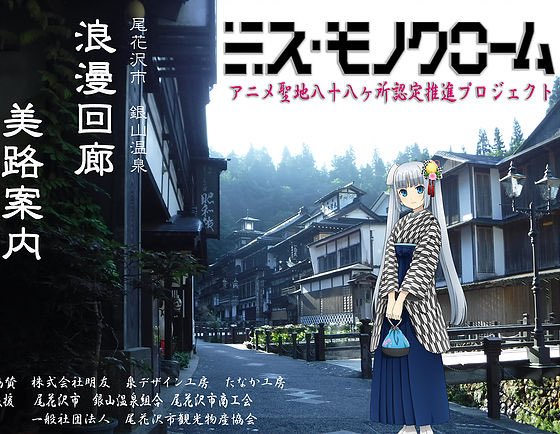 ミス・モノクローム
アニメ聖地八十八ヶ所認定推進プロジェクト
尾花沢市 銀山温泉
浪漫回廊
美路案内
株式会社明友 泉デザイン工房 たなか工房
尾花沢市 銀山温泉組合 尾花沢市商工会
一般社団法人 尾花沢市観光物産協会